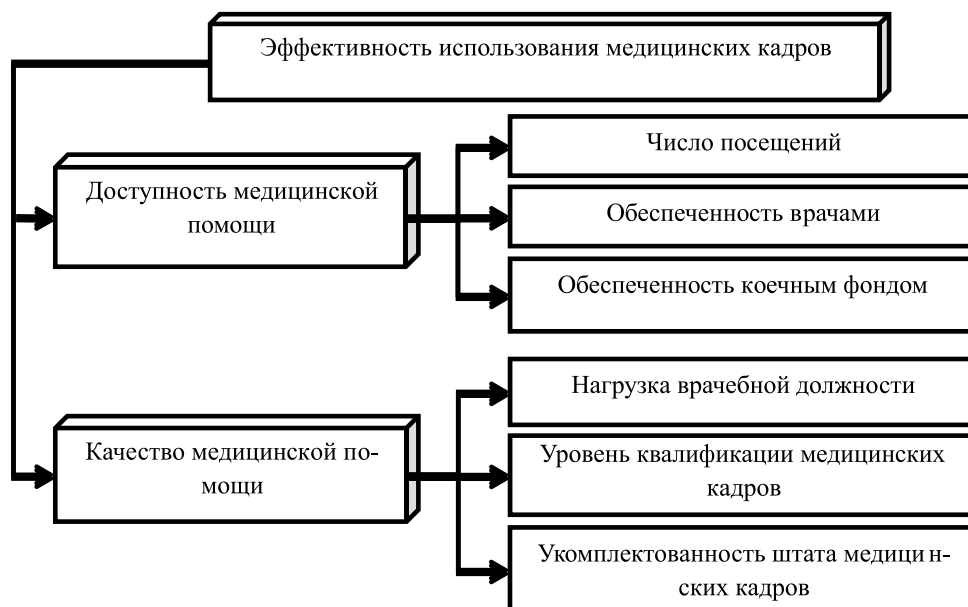 Эффективность использования медицинских кадров
Доступность медицинской
помощи
Число посещений
Обеспеченность врачами
Обеспеченность коечным фондом
Качество медицинской по-
мощи
Нагрузка врачебной должности
Уровень квалификации медицинских
кадров
Укомплектованность штата медицин-
ских кадров